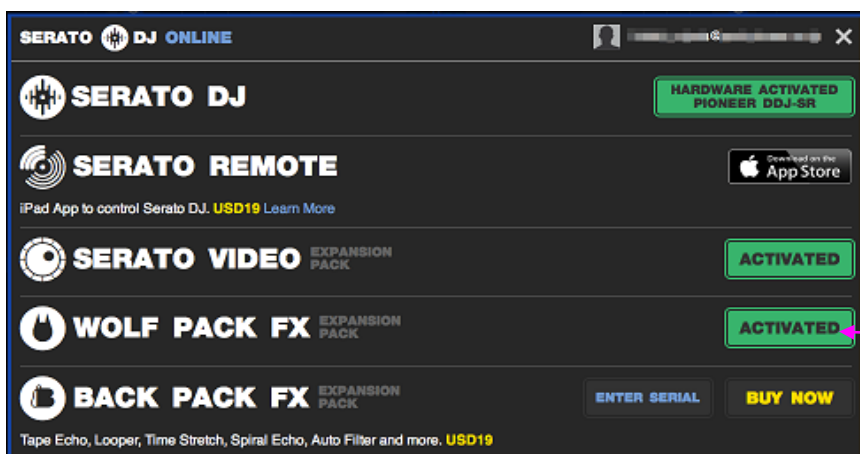 SERATO DJ ONLINE
SERATO DJ
HARDWARE ACTIVATED
PIONEER DDJ-SR
SERATO REMOTE
Download on the
App Store
iPad App to control Serato DJ. USD19 Learn More
SERATO VIDEO EXPANSION PACK
ACTIVATED
WOLF PACK FX EXPANSION PACK
ACTIVATED
BACK PACK FX EXPANSION PACK
ENTER SERIAL
BUY NOW
Tape Echo, Looper, Time Stretch, Spiral Echo, Auto Filter and more. USD19